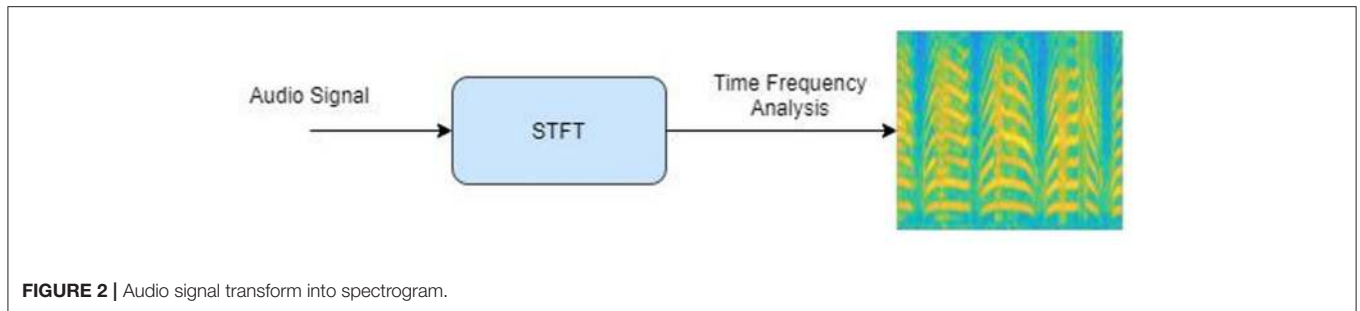 Audio Signal
STFT
Time Frequency
Analysis
FIGURE 2 | Audio signal transform into spectrogram.